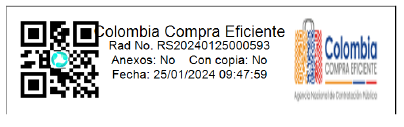 Colombia Compra Eficiente
Rad No. RS20240125000593
Anexos: No Con copia: No
Fecha: 25/01/2024 09:47:59
Colombia
COMPRA EFICIENTE
Agencia Nacional de Contratación Pública